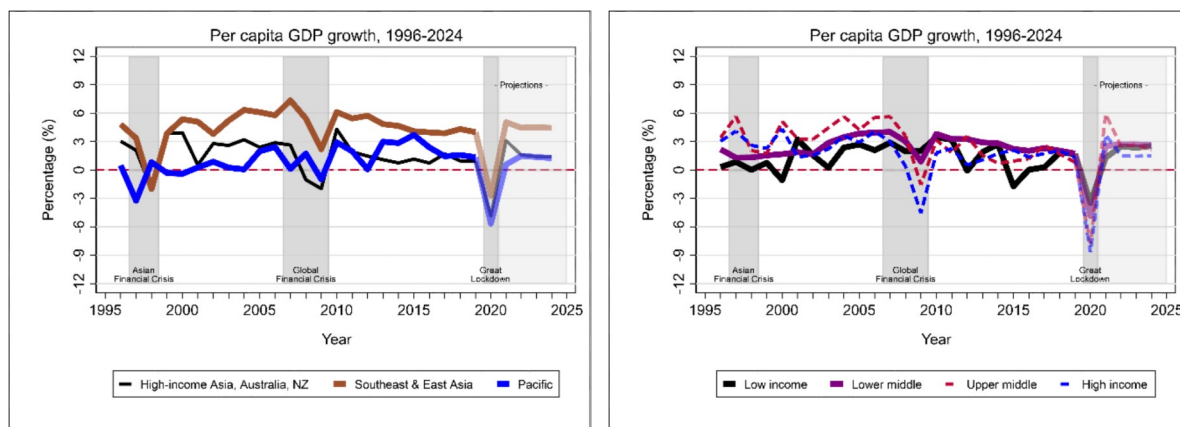 Per capita GDP growth, 1996-2024
Percentage (%)
12
9
6
3
0
-3
-6
-9
-12
- Projections -
Asian
Financial Crisis
Global
Financial Crisis
Great
Lockdown
1995
2000
2005
2010
2015
2020
2025
Year
High-income Asia, Australia, NZ
Southeast & East Asia
Pacific
Per capita GDP growth, 1996-2024
Percentage (%)
12
9
6
3
0
-3
-6
-9
-12
- Projections -
Asian
Financial Crisis
Global
Financial Crisis
Great
Lockdown
1995
2000
2005
2010
2015
2020
2025
Year
Low income
Lower middle
Upper middle
High income